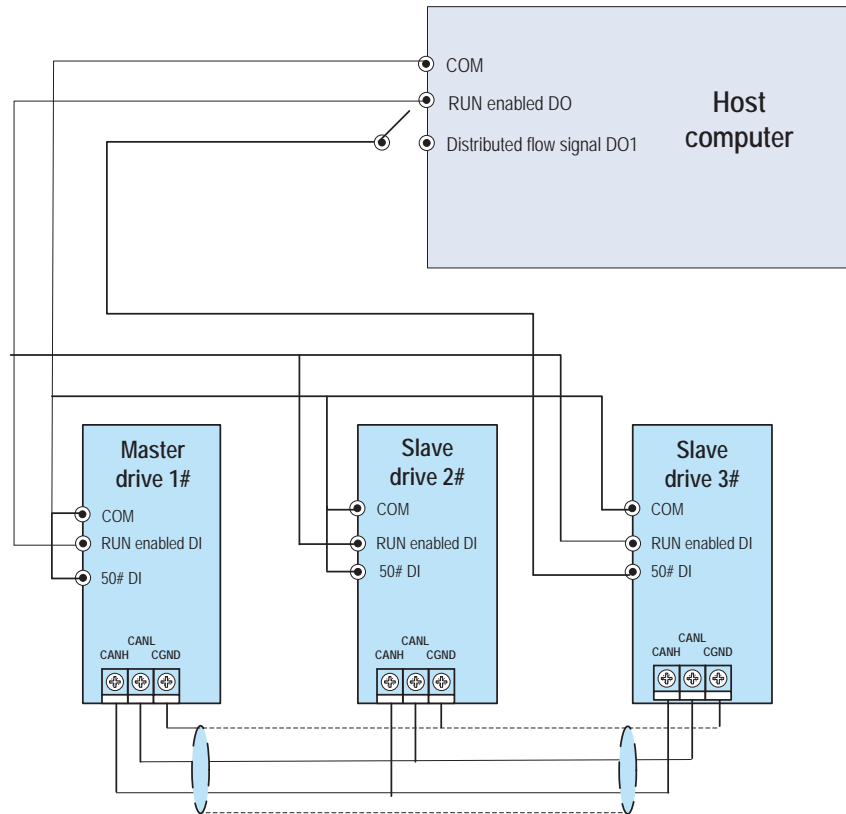 COM
RUN enabled DO
Distributed flow signal DO1
Host
computer
Master
drive 1#
COM
RUN enabled DI
50# DI
CANL
CANH
CGND
Slave
drive 2#
COM
RUN enabled DI
50# DI
CANL
CANH
CGND
Slave
drive 3#
COM
RUN enabled DI
50# DI
CANL
CANH
CGND